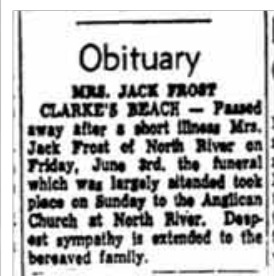 Obituary
MRS. JACK FROST
CLARKE'S BEACH — Passed
away after a short illness Mrs.
Jack Frost of North River on
Friday, June 3rd. the funeral
which was largely attended took
place on Sunday to the Anglican
Church at North River. Deep-
est sympathy is extended to the
bereaved family.